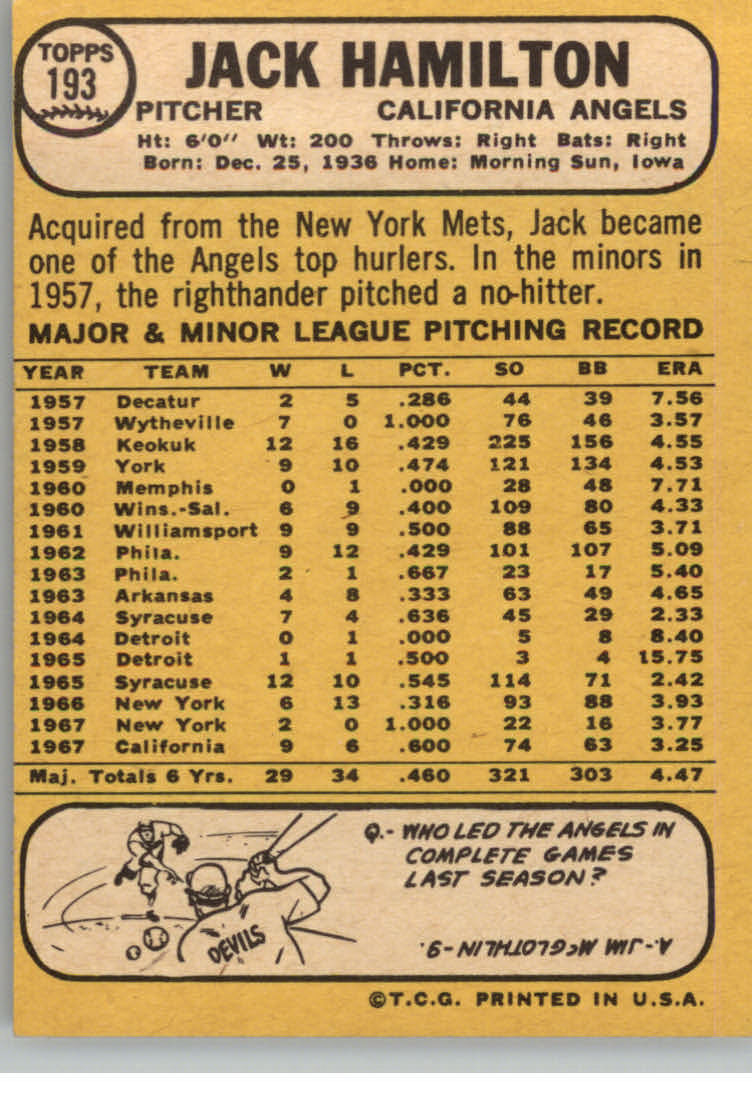 TOPPS
193
JACK HAMILTON
PITCHER CALIFORNIA ANGELS
Ht: 6'0" Wt: 200 Throws: Right Bats: Right
Born: Dec. 25, 1936 Home: Morning Sun, Iowa
Acquired from the New York Mets, Jack became
one of the Angels top hurlers. In the minors in
1957, the righthander pitched a no-hitter.
MAJOR & MINOR LEAGUE PITCHING RECORD
YEAR TEAM W L PCT. SO BB ERA
1957 Decatur 2 5 .286 44 39 7.56
1957 Wytheville 7 0 1.000 76 46 3.57
1958 Keokuk 12 16 .429 225 156 4.55
1959 York 9 10 .474 121 134 4.53
1960 Memphis 0 1 .000 28 48 7.71
1960 Wins.-Sal. 6 9 .400 109 80 4.33
1961 Williamsport 9 9 .500 88 65 3.71
1962 Phila. 9 12 .429 101 107 5.09
1963 Phila. 2 1 .667 23 17 5.40
1963 Arkansas 4 8 .333 63 49 4.65
1964 Syracuse 7 4 .636 45 29 2.33
1964 Detroit 0 1 .000 5 8 8.40
1965 Detroit 1 1 .500 3 4 15.75
1965 Syracuse 12 10 .545 114 71 2.42
1966 New York 6 13 .316 93 88 3.93
1967 New York 2 0 1.000 22 16 3.77
1967 California 9 6 .600 74 63 3.25
Maj. Totals 6 Yrs. 29 34 .460 321 303 4.47
Q.- WHO LED THE ANGELS IN
COMPLETE GAMES
LAST SEASON?
A.- JIM McGLOTHLIN -9.
DEVILS
©T.C.G. PRINTED IN U.S.A.